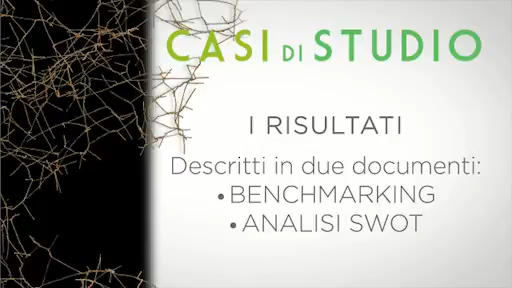 CASI DI STUDIO
I RISULTATI
Descritti in due documenti:
• BENCHMARKING
• ANALISI SWOT